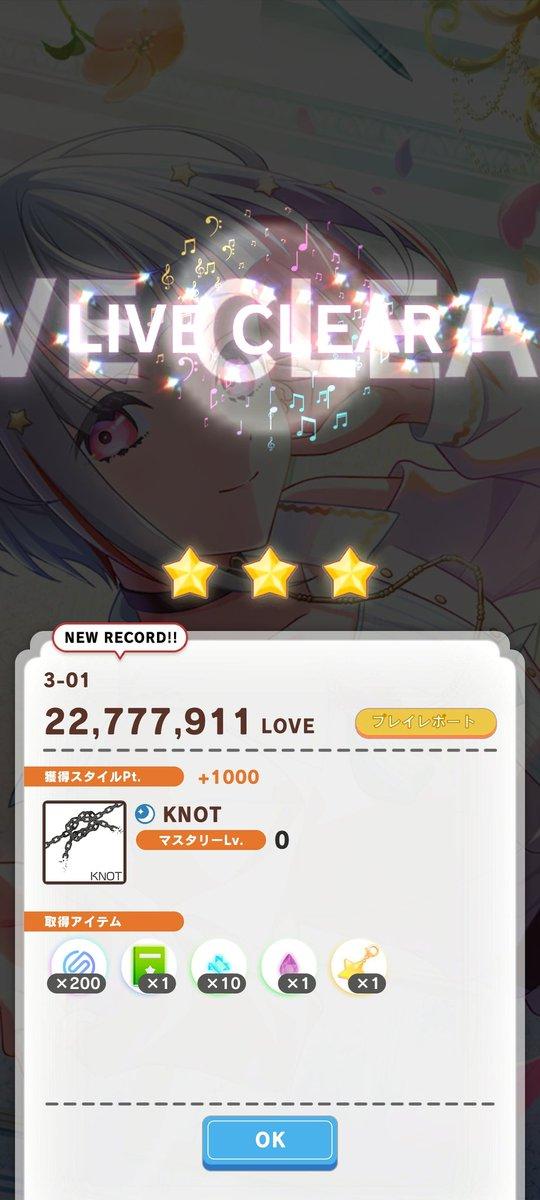 LIVE CLEAR !
NEW RECORD!!
3-01
22,777,911 LOVE
プレイレポート
獲得スタイルPt.
+1000
KNOT
マスタリーLv.
0
KNOT
取得アイテム
×200
×1
×10
×1
×1
OK